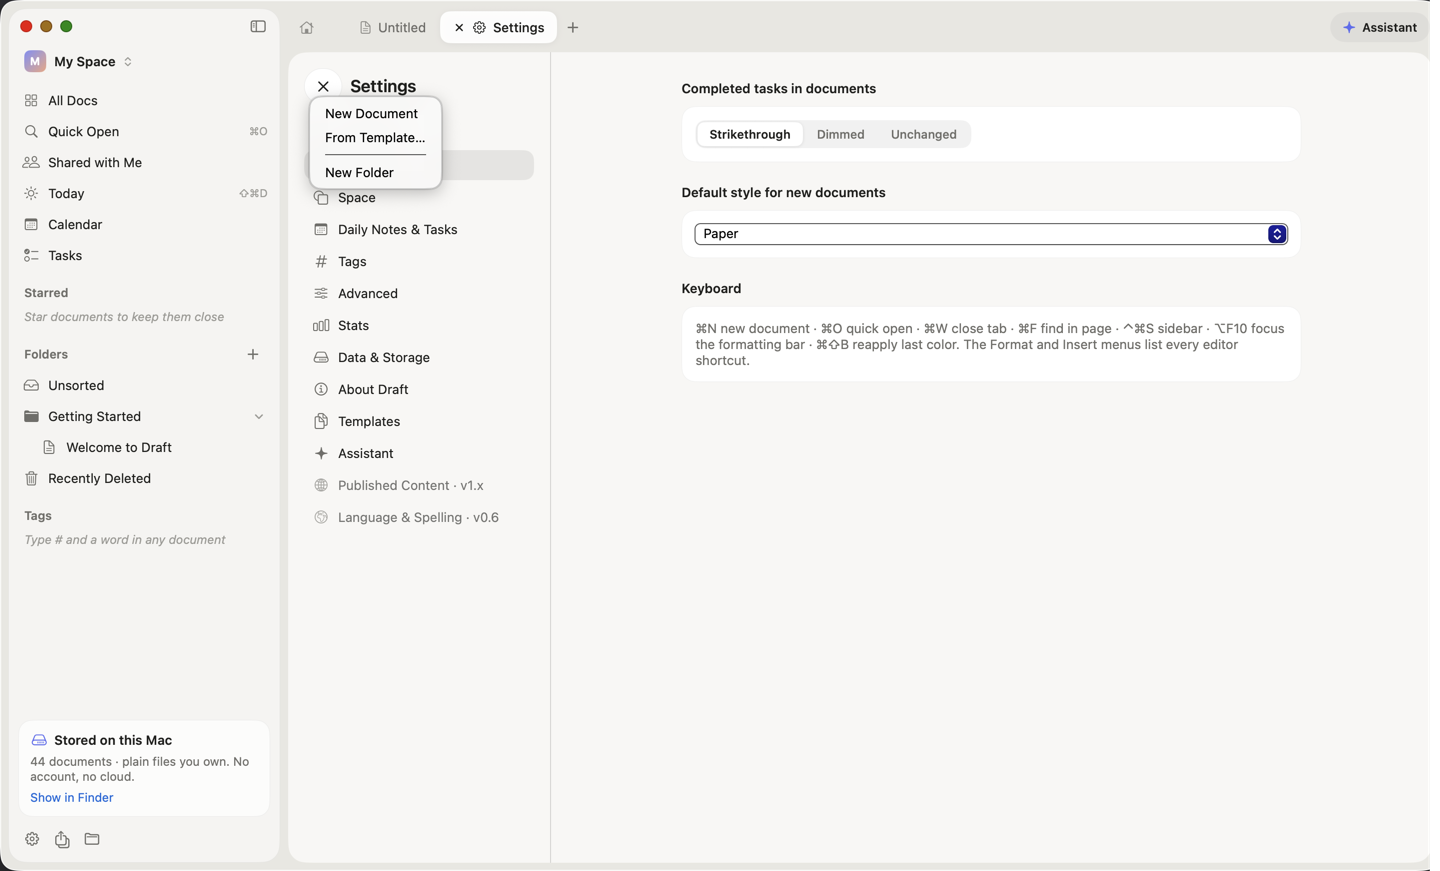 Untitled
Settings
Assistant
M My Space
All Docs
Quick Open ⌘O
Shared with Me
Today ⇧⌘D
Calendar
Tasks
Starred
Star documents to keep them close
Folders
Unsorted
Getting Started
Welcome to Draft
Recently Deleted
Tags
Type # and a word in any document
Stored on this Mac
44 documents · plain files you own. No
account, no cloud.
Show in Finder
Settings
New Document
From Template...
New Folder
Space
Daily Notes & Tasks
Tags
Advanced
Stats
Data & Storage
About Draft
Templates
Assistant
Published Content · v1.x
Language & Spelling · v0.6
Completed tasks in documents
Strikethrough Dimmed Unchanged
Default style for new documents
Paper
Keyboard
⌘N new document · ⌘O quick open · ⌘W close tab · ⌘F find in page · ^⌘S sidebar · ⌥F10 focus
the formatting bar · ⌘⇧B reapply last color. The Format and Insert menus list every editor
shortcut.